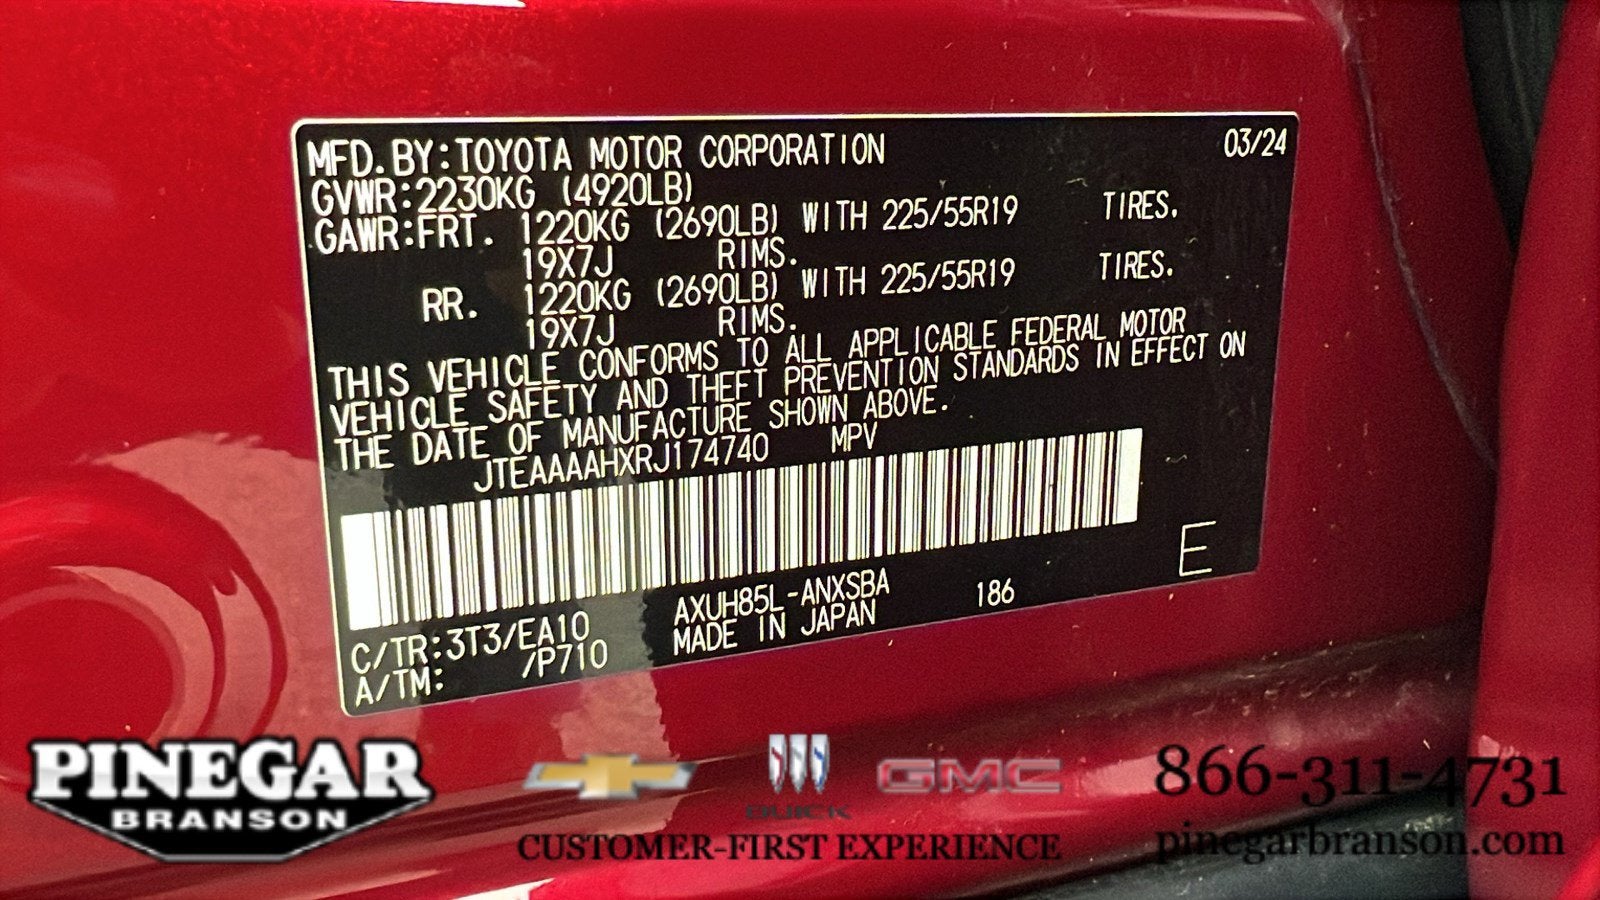 MFD.BY:TOYOTA MOTOR CORPORATION 03/24
GVWR:2230KG (4920LB)
GAWR:FRT. 1220KG (2690LB) WITH 225/55R19 TIRES.
19X7J RIMS.
RR. 1220KG (2690LB) WITH 225/55R19 TIRES.
19X7J RIMS.
THIS VEHICLE CONFORMS TO ALL APPLICABLE FEDERAL MOTOR
VEHICLE SAFETY AND THEFT PREVENTION STANDARDS IN EFFECT ON
THE DATE OF MANUFACTURE SHOWN ABOVE.
JTEAAAAHXRJ174740 MPV
E
C/TR:3T3/EA10 AXUH85L-ANXSBA 186
A/TM: /P710 MADE IN JAPAN
PINEGAR
BRANSON
BUICK
GMC
CUSTOMER-FIRST EXPERIENCE
866-311-4731
pinegarbranson.com